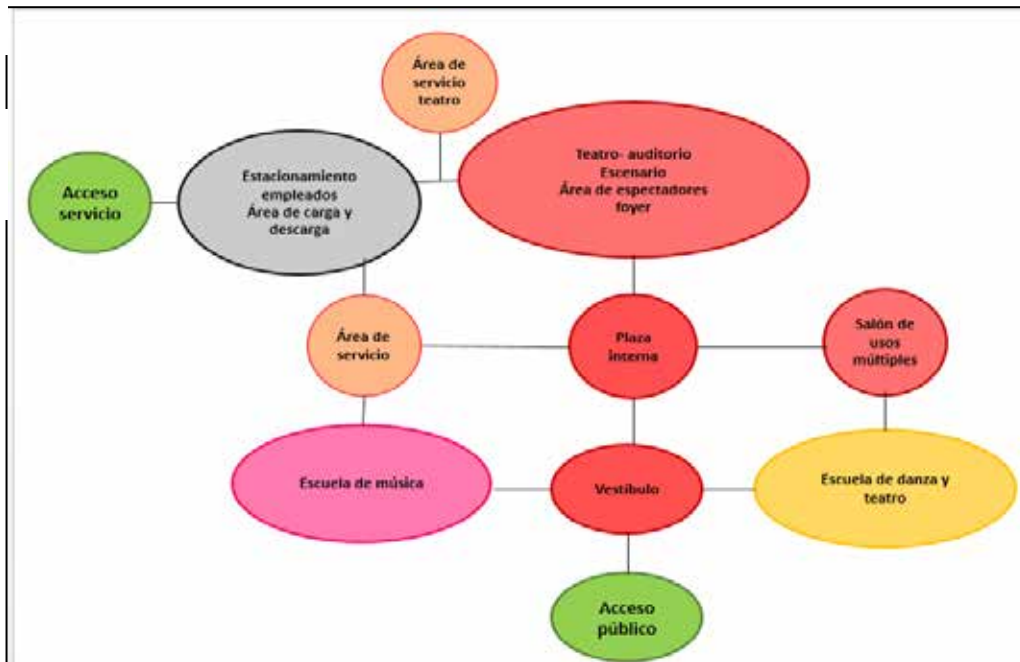 Área de
servicio
teatro
Teatro- auditorio
Escenario
Área de espectadores
foyer
Estacionamiento
empleados
Área de carga y
descarga
Acceso
servicio
Área de
servicio
Plaza
interna
Salón de
usos
múltiples
Escuela de música
Vestíbulo
Escuela de danza y
teatro
Acceso
público